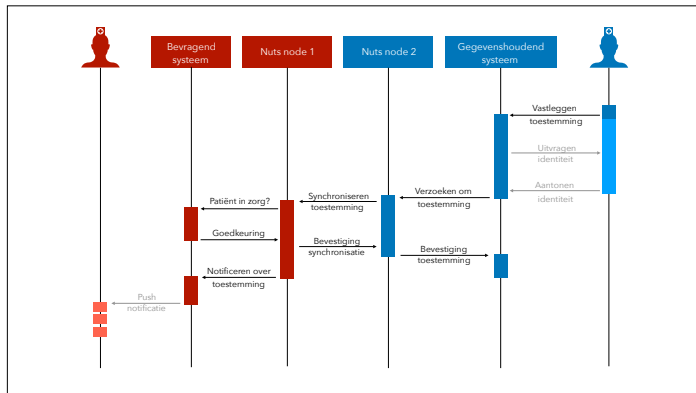 Bevragend
systeem
Nuts node 1
Nuts node 2
Gegevenshoudend
systeem
Vastleggen
toestemming
Uitvragen
identiteit
Aantonen
identiteit
Verzoeken om
toestemming
Synchroniseren
toestemming
Patiënt in zorg?
Goedkeuring
Bevestiging
synchronisatie
Bevestiging
toestemming
Notificeren over
toestemming
Push
notificatie